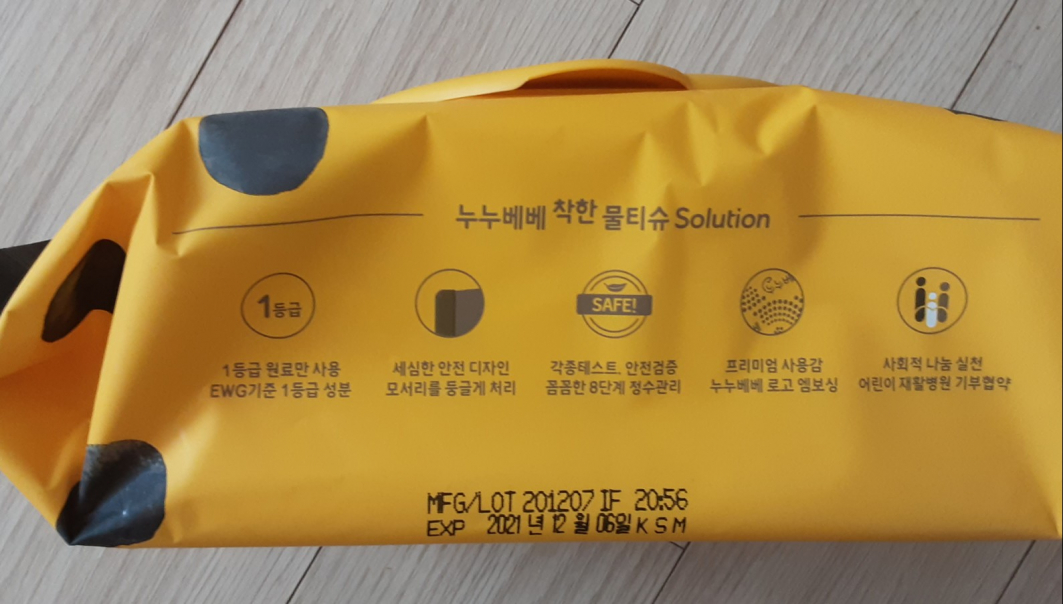 누누베베 착한 물티슈 Solution
1등급
SAFE!
누누베
1등급 원료만 사용
EWG기준 1등급 성분
세심한 안전 디자인
모서리를 둥글게 처리
각종테스트, 안전검증
꼼꼼한 8단계 정수관리
프리미엄 사용감
누누베베 로고 엠보싱
사회적 나눔 실천
어린이 재활병원 기부협약
MFG/LOT 201207 IF 20:56
EXP 2021 년 12 월 06일 K S M